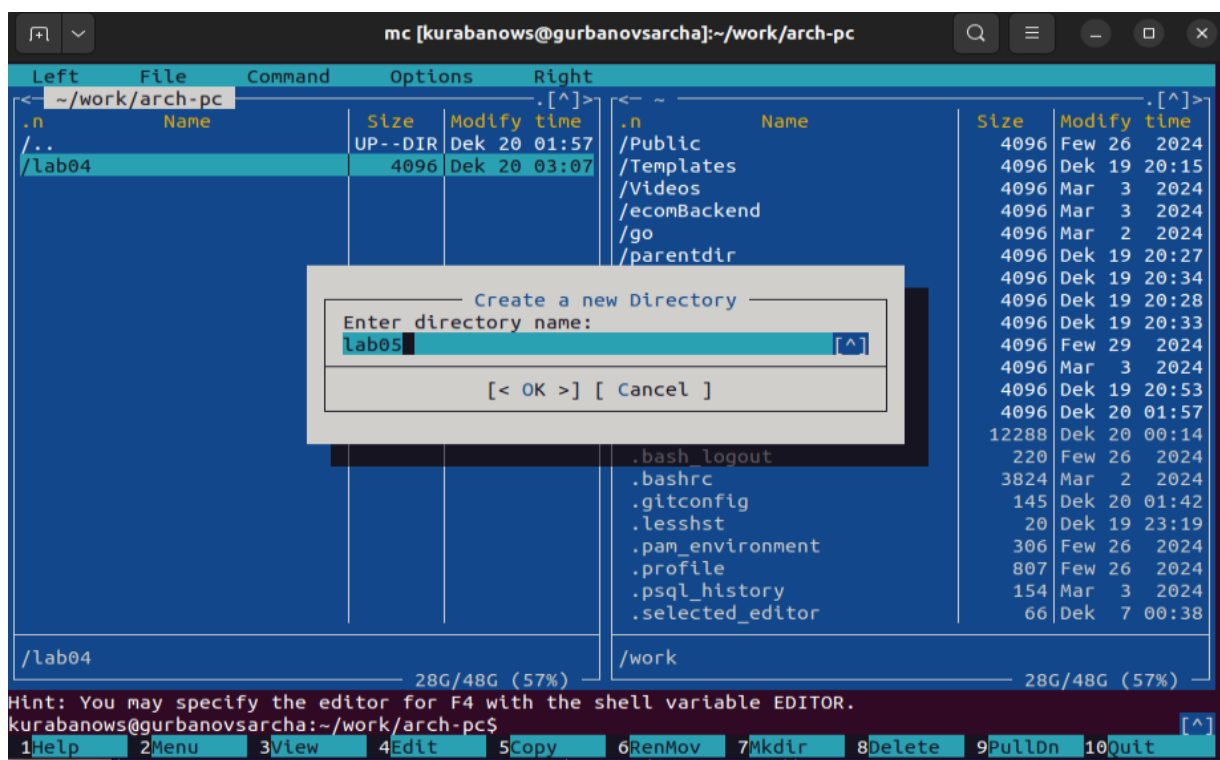 mc [kurabanows@gurbanovsarcha]:~/work/arch-pc
Left File Command Options Right
<- ~/work/arch-pc .[^]> <- ~ .[^]>
.n Name Size Modify time .n Name Size Modify time
/.. UP--DIR Dek 20 01:57 /Public 4096 Few 26 2024
/lab04 4096 Dek 20 03:07 /Templates 4096 Dek 19 20:15
/Videos 4096 Mar 3 2024
/ecomBackend 4096 Mar 3 2024
/go 4096 Mar 2 2024
/parentdir 4096 Dek 19 20:27
4096 Dek 19 20:34
Create a new Directory 4096 Dek 19 20:28
Enter directory name: 4096 Dek 19 20:33
lab05 [^] 4096 Few 29 2024
4096 Mar 3 2024
[< OK >] [ Cancel ] 4096 Dek 19 20:53
4096 Dek 20 01:57
12288 Dek 20 00:14
.bash_logout 220 Few 26 2024
.bashrc 3824 Mar 2 2024
.gitconfig 145 Dek 20 01:42
.lesshst 20 Dek 19 23:19
.pam_environment 306 Few 26 2024
.profile 807 Few 26 2024
.psql_history 154 Mar 3 2024
.selected_editor 66 Dek 7 00:38
/lab04 /work
28G/48G (57%) 28G/48G (57%)
Hint: You may specify the editor for F4 with the shell variable EDITOR.
kurabanows@gurbanovsarcha:~/work/arch-pc$ [^]
1Help 2Menu 3View 4Edit 5Copy 6RenMov 7Mkdir 8Delete 9PullDn 10Quit